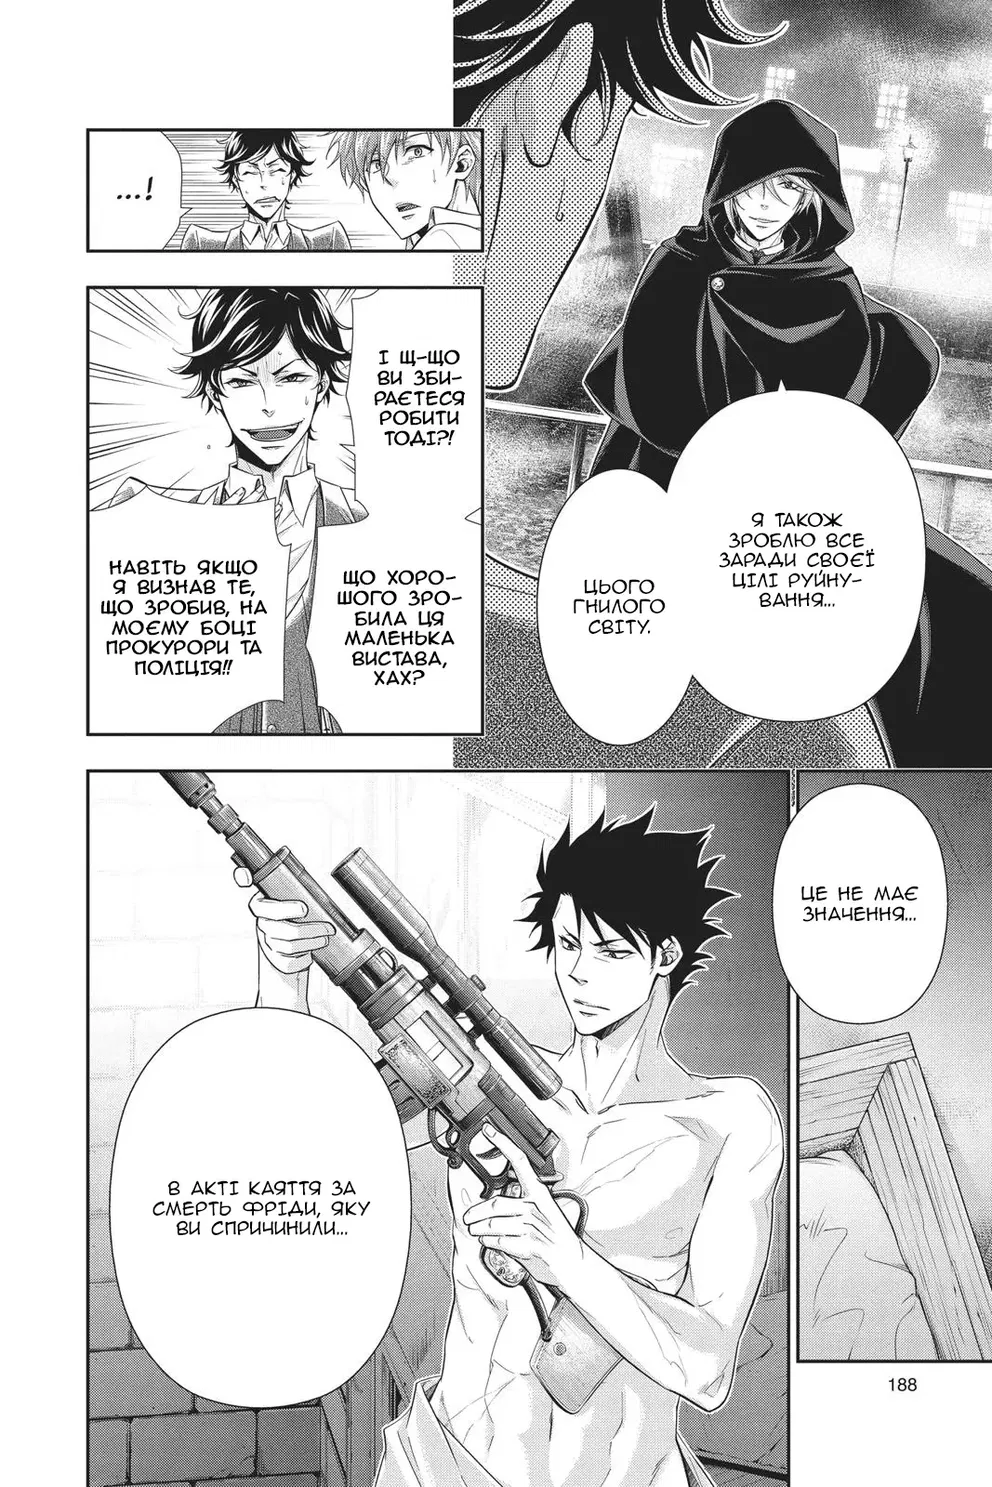 Я ТАКОЖ
ЗРОБЛЮ ВСЕ
ЗАРАДИ СВОЄЇ
ЦІЛІ РУЙНУ-
ВАННЯ...
ЦЬОГО
ГНИЛОГО
СВІТУ.
...!
І Щ-ЩО
ВИ ЗБИ-
РАЄТЕСЯ
РОБИТИ
ТОДІ?!
ЩО ХОРО-
ШОГО ЗРО-
БИЛА ЦЯ
МАЛЕНЬКА
ВИСТАВА,
ХАХ?
НАВІТЬ ЯКЩО
Я ВИЗНАВ ТЕ,
ЩО ЗРОБИВ, НА
МОЄМУ БОЦІ
ПРОКУРОРИ ТА
ПОЛІЦІЯ!!
ЦЕ НЕ МАЄ
ЗНАЧЕННЯ...
В АКТІ КАЯТТЯ ЗА
СМЕРТЬ ФРІДИ, ЯКУ
ВИ СПРИЧИНИЛИ...
188